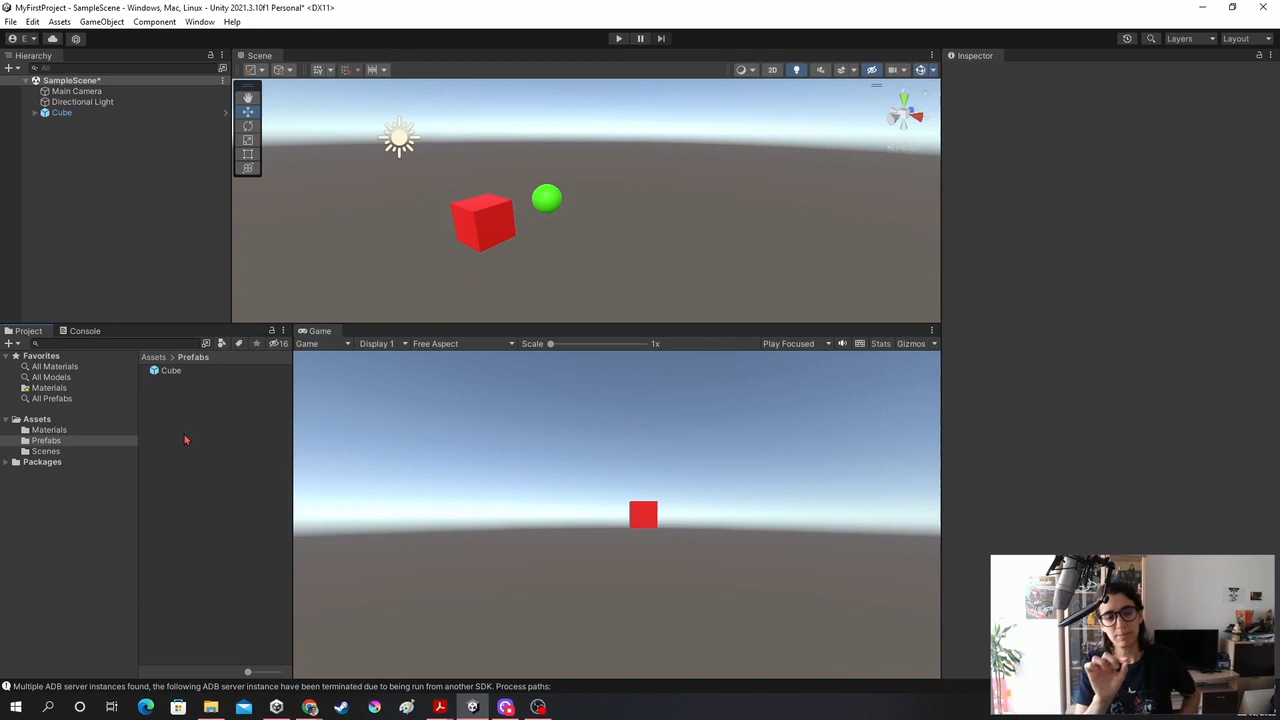 MyFirstProject - SampleScene - Windows, Mac, Linux - Unity 2021.3.10f1 Personal* <DX11>
File Edit Assets GameObject Component Window Help
E Layers Layout
Hierarchy
All
SampleScene*
Main Camera
Directional Light
Cube
Scene
2D
Persp
Inspector
Project Console
16
Favorites
All Materials
All Models
Materials
All Prefabs
Assets
Materials
Prefabs
Scenes
Packages
Assets > Prefabs
Cube
Game
Game Display 1 Free Aspect Scale 1x Play Focused Stats Gizmos
Multiple ADB server instances found, the following ADB server instance have been terminated due to being run from another SDK. Process paths: